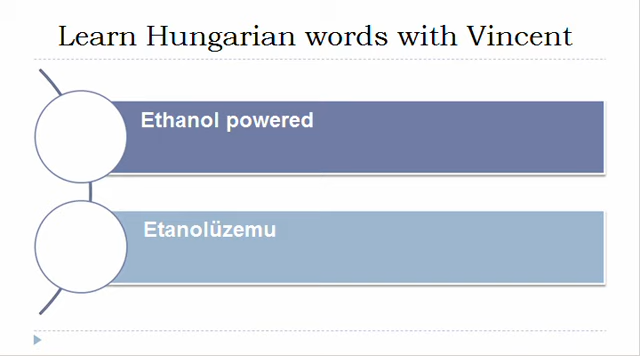 Learn Hungarian words with Vincent
Ethanol powered
Etanolüzemu